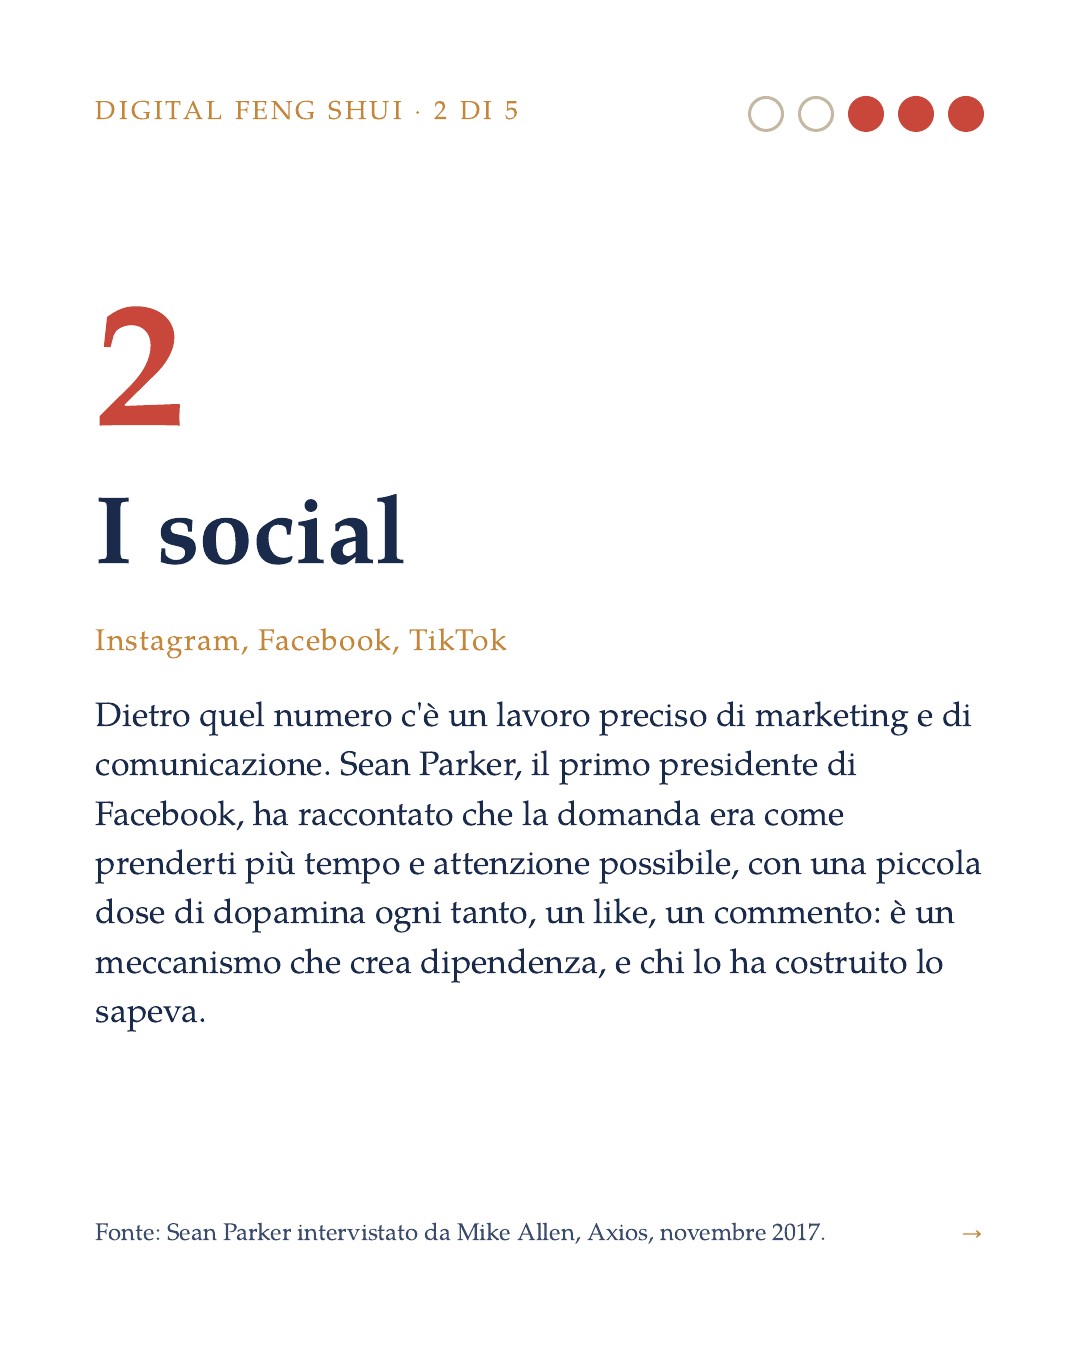 DIGITAL FENG SHUI · 2 DI 5
2
I social
Instagram, Facebook, TikTok
Dietro quel numero c'è un lavoro preciso di marketing e di
comunicazione. Sean Parker, il primo presidente di
Facebook, ha raccontato che la domanda era come
prenderti più tempo e attenzione possibile, con una piccola
dose di dopamina ogni tanto, un like, un commento: è un
meccanismo che crea dipendenza, e chi lo ha costruito lo
sapeva.
Fonte: Sean Parker intervistato da Mike Allen, Axios, novembre 2017. →